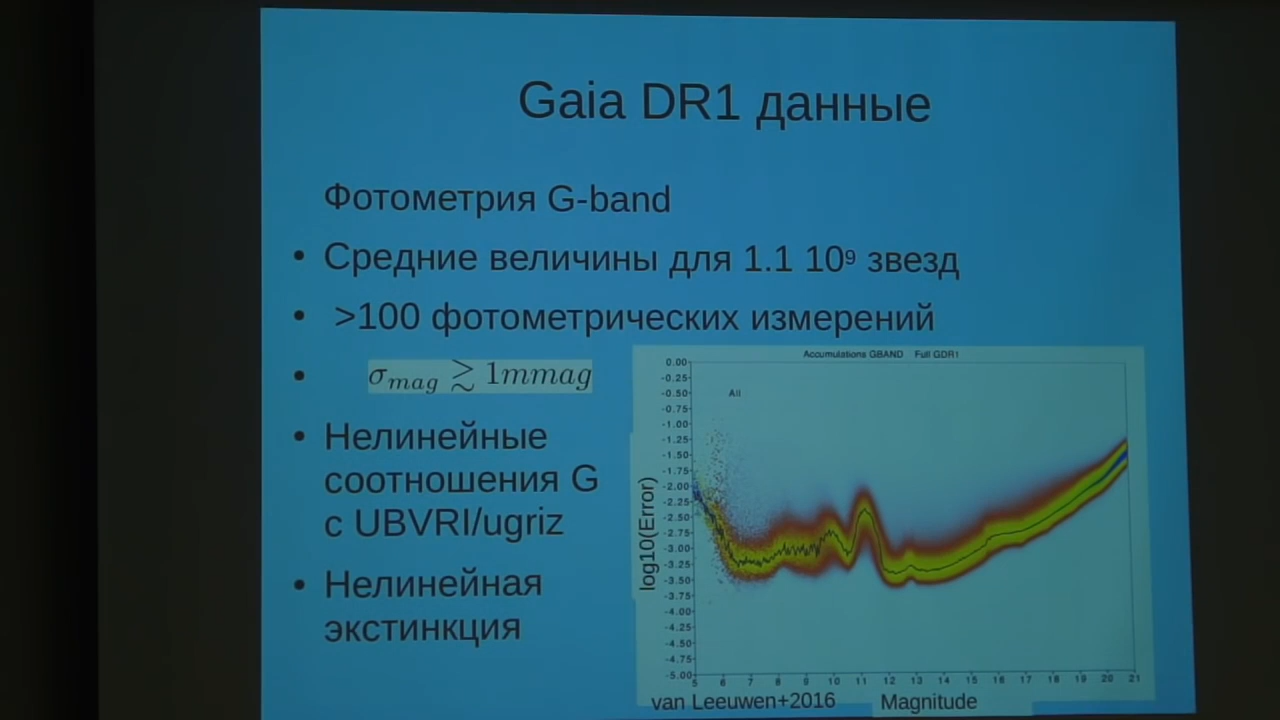 Gaia DR1 данные
Фотометрия G-band
• Средние величины для 1.1 10⁹ звезд
• >100 фотометрических измерений
• σmag ≳ 1mmag
• Нелинейные
соотношения G
с UBVRI/ugriz
• Нелинейная
экстинкция
Accumulations GBAND Full GDR1
All
0.00
-0.25
-0.50
-0.75
-1.00
-1.25
-1.50
-1.75
-2.00
-2.25
-2.50
-2.75
-3.00
-3.25
-3.50
-3.75
-4.00
-4.25
-4.50
-4.75
-5.00
log10(Error)
5 6 7 8 9 10 11 12 13 14 15 16 17 18 19 20 21
van Leeuwen+2016 Magnitude